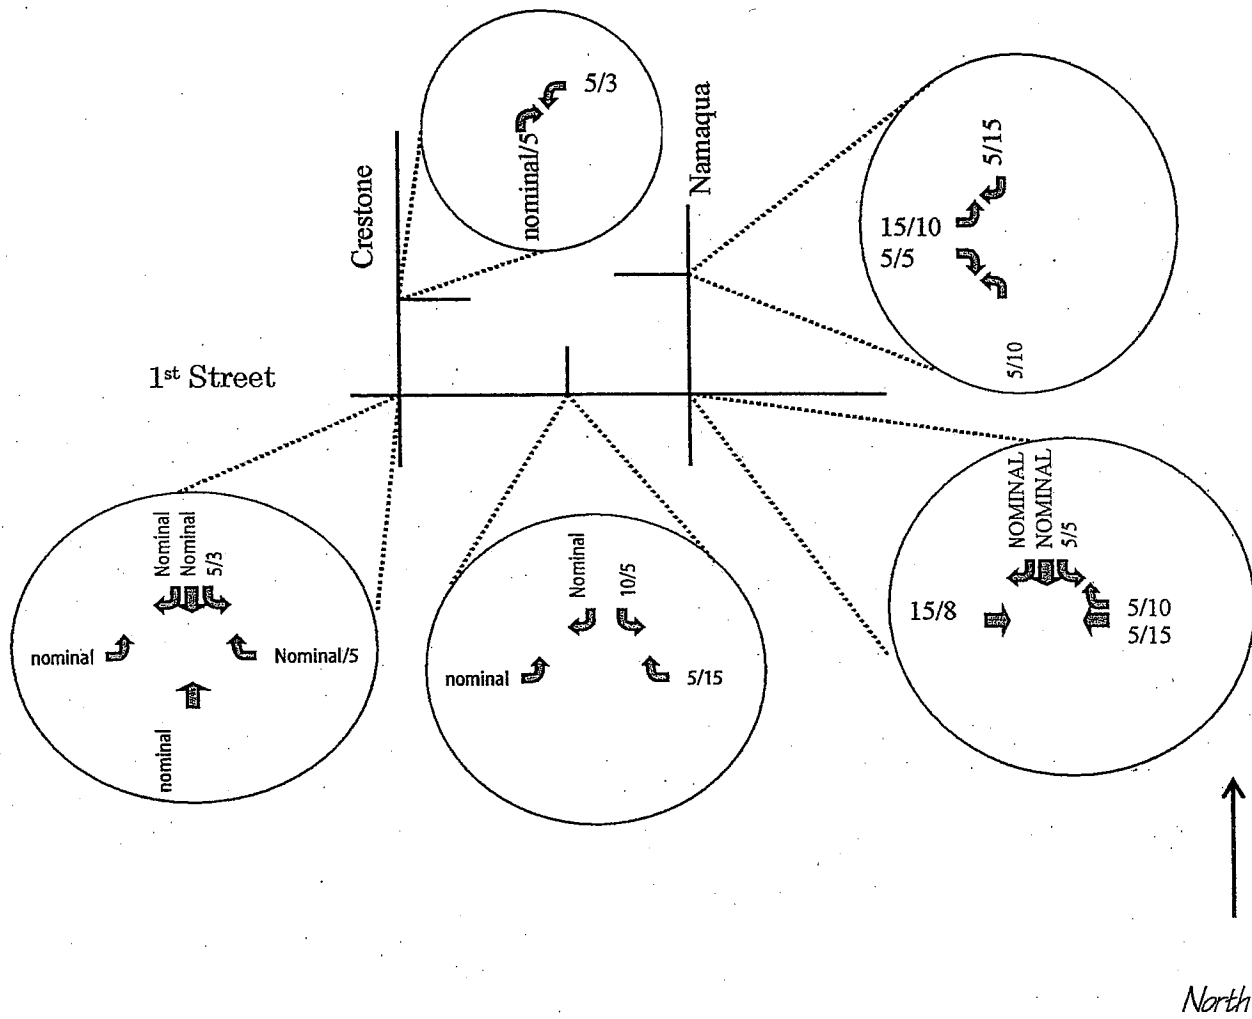 5/3
nominal/5
Crestone
Namaqua
5/15
15/10
5/5
5/10
1st Street
Nominal
Nominal
5/3
nominal
Nominal/5
nominal
Nominal
10/5
nominal
5/15
NOMINAL
NOMINAL
5/5
15/8
5/10
5/15
North